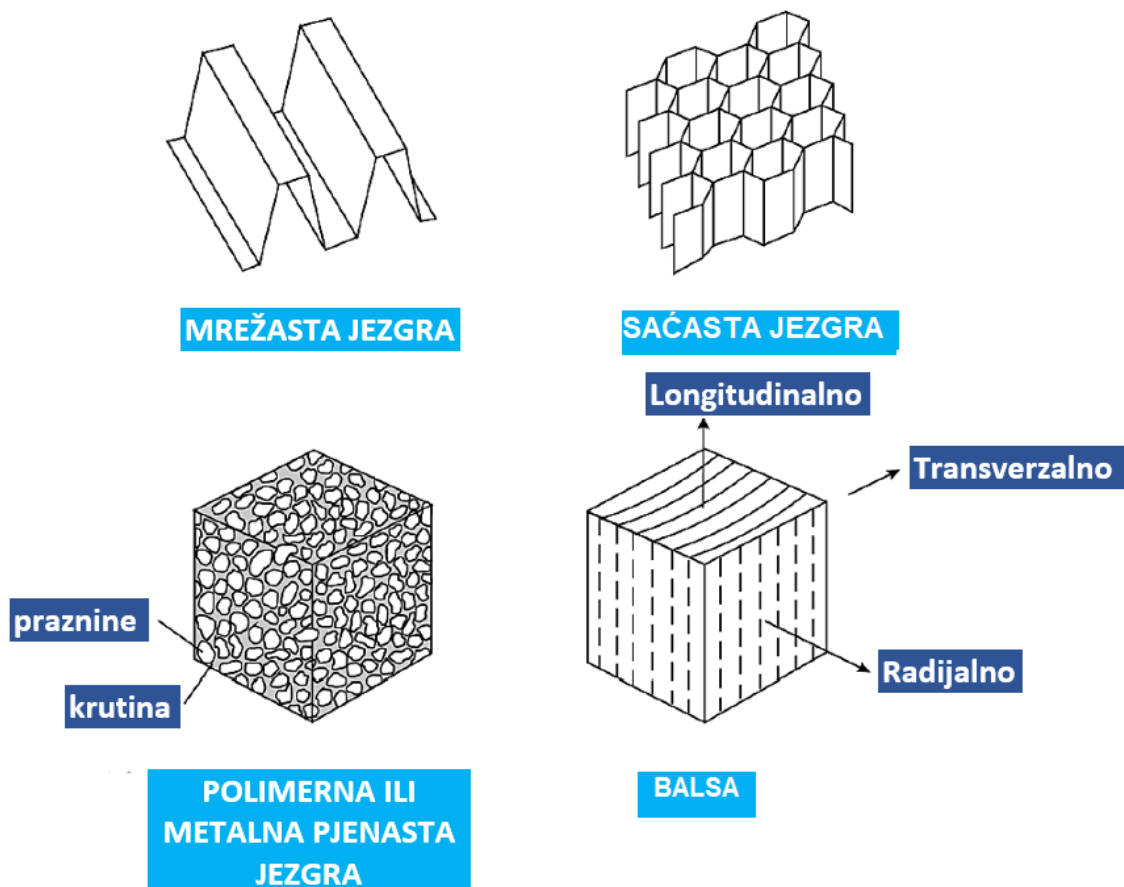 MREŽASTA JEZGRA
SAĆASTA JEZGRA
Longitudinalno
Transverzalno
praznine
Radijalno
krutina
POLIMERNA ILI
METALNA PJENASTA
JEZGRA
BALSA